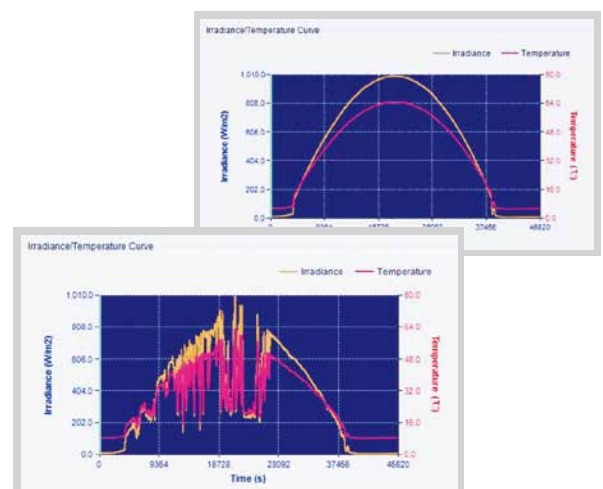 Irradiance/Temperature Curve
Irradiance Temperature
1,010.0 80.0
808.0 64.0
606.0 48.0
404.0 32.0
202.0 16.0
0.0 0.0
0 9364 18728 28092 37456 46820
Irradiance (W/m2)
Temperature (℃)
Irradiance/Temperature Curve
Irradiance Temperature
1,010.0 80.0
808.0 64.0
606.0 48.0
404.0 32.0
202.0 16.0
0.0 0.0
0 9364 18728 28092 37456
Irradiance (W/m2)
Temperature (℃)
Time (s)